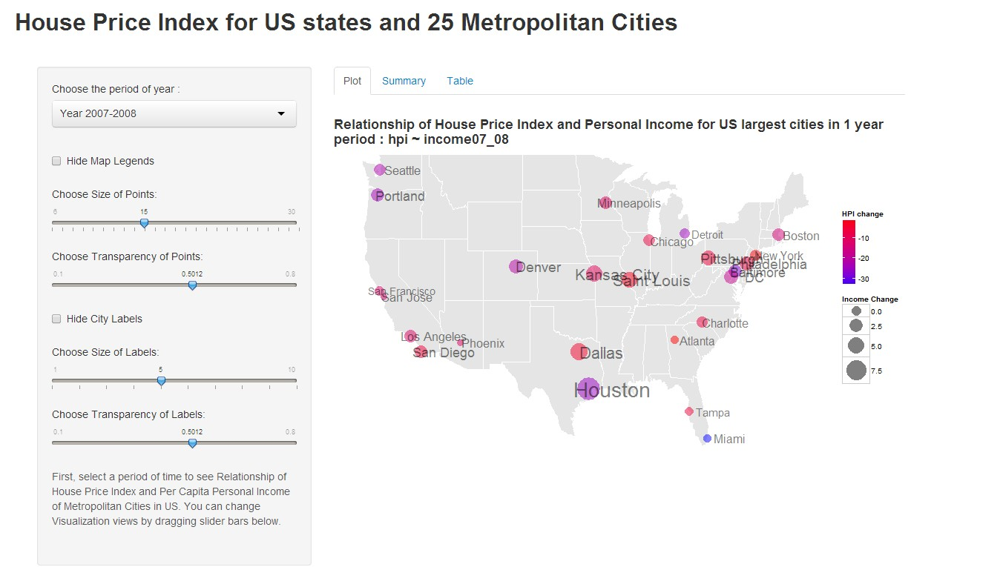 House Price Index for US states and 25 Metropolitan Cities
Choose the period of year :
Year 2007-2008
Hide Map Legends
Choose Size of Points:
6 15 30
Choose Transparency of Points:
0.1 0.5012 0.8
Hide City Labels
Choose Size of Labels:
1 5 10
Choose Transparency of Labels:
0.1 0.5012 0.8
First, select a period of time to see Relationship of
House Price Index and Per Capita Personal Income
of Metropolitan Cities in US. You can change
Visualization views by dragging slider bars below.
Plot Summary Table
Relationship of House Price Index and Personal Income for US largest cities in 1 year
period : hpi ~ income07_08
Seattle
Portland
Minneapolis
Detroit
Boston
Chicago
New York
Pittsburgh
Philadelphia
Denver
Baltimore
Kansas City
DC
Saint Louis
San Francisco
San Jose
Charlotte
Los Angeles
Atlanta
Phoenix
San Diego
Dallas
Houston
Tampa
Miami
HPI change
-10
-20
-30
Income Change
0.0
2.5
5.0
7.5